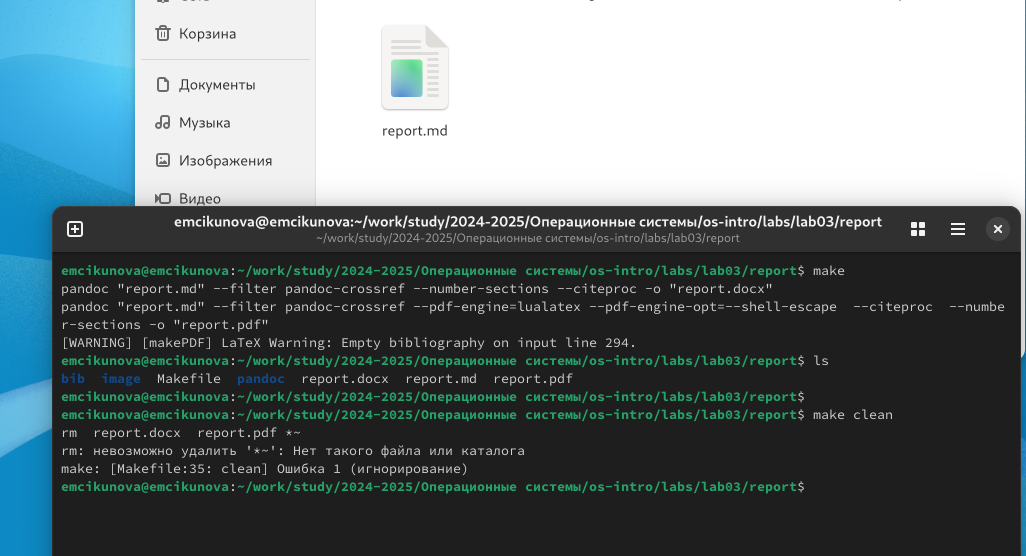 Корзина
Документы
Музыка
Изображения
Видео
report.md
emcikunova@emcikunova:~/work/study/2024-2025/Операционные системы/os-intro/labs/lab03/report
~/work/study/2024-2025/Операционные системы/os-intro/labs/lab03/report
emcikunova@emcikunova:~/work/study/2024-2025/Операционные системы/os-intro/labs/lab03/report$ make
pandoc "report.md" --filter pandoc-crossref --number-sections --citeproc -o "report.docx"
pandoc "report.md" --filter pandoc-crossref --pdf-engine=lualatex --pdf-engine-opt=--shell-escape  --citeproc  --numbe
r-sections -o "report.pdf"
[WARNING] [makePDF] LaTeX Warning: Empty bibliography on input line 294.
emcikunova@emcikunova:~/work/study/2024-2025/Операционные системы/os-intro/labs/lab03/report$ ls
bib  image  Makefile  pandoc  report.docx  report.md  report.pdf
emcikunova@emcikunova:~/work/study/2024-2025/Операционные системы/os-intro/labs/lab03/report$
emcikunova@emcikunova:~/work/study/2024-2025/Операционные системы/os-intro/labs/lab03/report$ make clean
rm  report.docx  report.pdf *~
rm: невозможно удалить '*~': Нет такого файла или каталога
make: [Makefile:35: clean] Ошибка 1 (игнорирование)
emcikunova@emcikunova:~/work/study/2024-2025/Операционные системы/os-intro/labs/lab03/report$